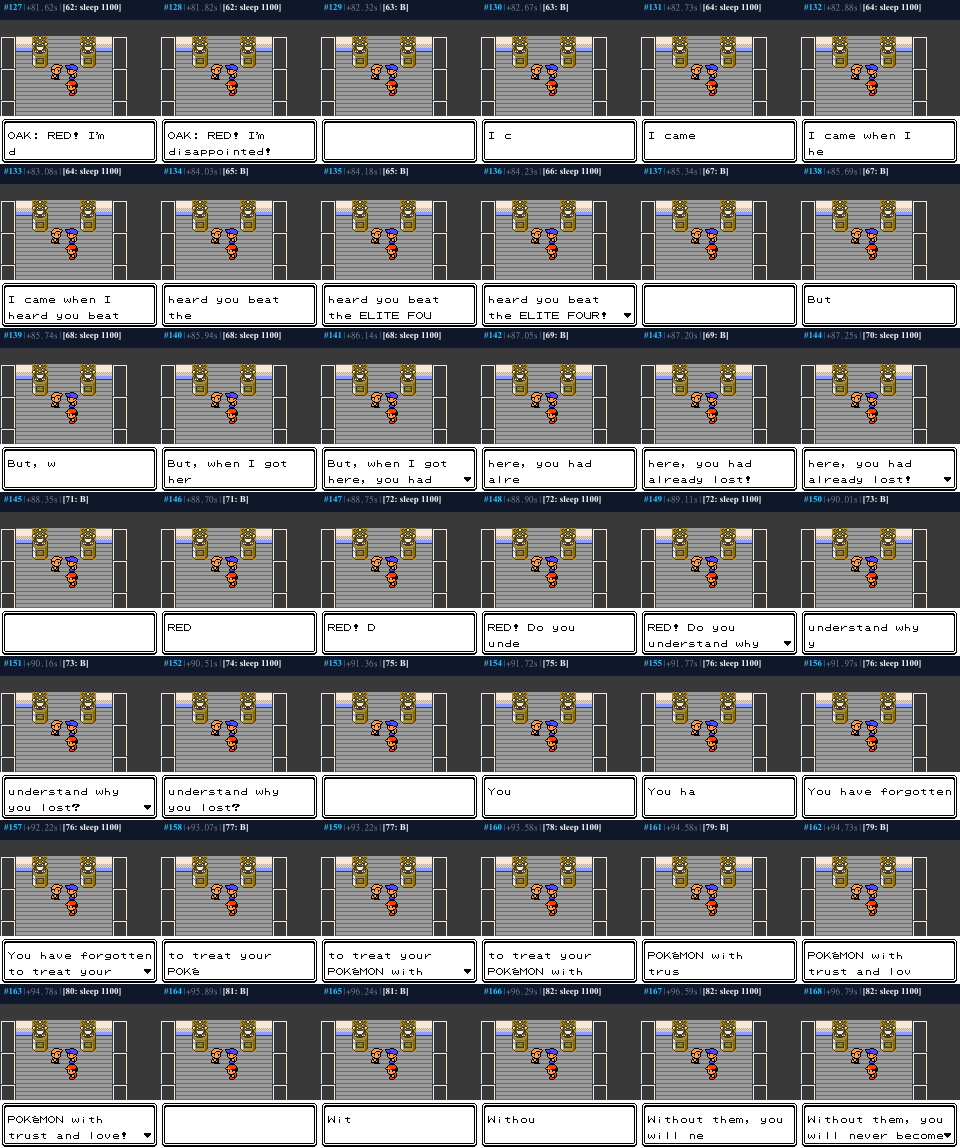 #127 | +81.62s | [62: sleep 1100]
OAK: RED! I'm
d
#128 | +81.82s | [62: sleep 1100]
OAK: RED! I'm
disappointed!
#129 | +82.32s | [63: B]
#130 | +82.67s | [63: B]
I c
#131 | +82.73s | [64: sleep 1100]
I came
#132 | +82.88s | [64: sleep 1100]
I came when I
he
#133 | +83.08s | [64: sleep 1100]
I came when I
heard you beat
#134 | +84.03s | [65: B]
heard you beat
the
#135 | +84.18s | [65: B]
heard you beat
the ELITE FOU
#136 | +84.23s | [66: sleep 1100]
heard you beat
the ELITE FOUR! ▼
#137 | +85.34s | [67: B]
#138 | +85.69s | [67: B]
But
#139 | +85.74s | [68: sleep 1100]
But, w
#140 | +85.94s | [68: sleep 1100]
But, when I got
her
#141 | +86.14s | [68: sleep 1100]
But, when I got
here, you had ▼
#142 | +87.05s | [69: B]
here, you had
alre
#143 | +87.20s | [69: B]
here, you had
already lost!
#144 | +87.25s | [70: sleep 1100]
here, you had
already lost! ▼
#145 | +88.35s | [71: B]
#146 | +88.70s | [71: B]
RED
#147 | +88.75s | [72: sleep 1100]
RED! D
#148 | +88.90s | [72: sleep 1100]
RED! Do you
unde
#149 | +89.11s | [72: sleep 1100]
RED! Do you
understand why ▼
#150 | +90.01s | [73: B]
understand why
y
#151 | +90.16s | [73: B]
understand why
you lost? ▼
#152 | +90.51s | [74: sleep 1100]
understand why
you lost?
#153 | +91.36s | [75: B]
#154 | +91.72s | [75: B]
You
#155 | +91.77s | [76: sleep 1100]
You ha
#156 | +91.97s | [76: sleep 1100]
You have forgotten
#157 | +92.22s | [76: sleep 1100]
You have forgotten
to treat your ▼
#158 | +93.07s | [77: B]
to treat your
POKé
#159 | +93.22s | [77: B]
to treat your
POKéMON with ▼
#160 | +93.58s | [78: sleep 1100]
to treat your
POKéMON with
#161 | +94.58s | [79: B]
POKéMON with
trus
#162 | +94.73s | [79: B]
POKéMON with
trust and lov
#163 | +94.78s | [80: sleep 1100]
POKéMON with
trust and love! ▼
#164 | +95.89s | [81: B]
#165 | +96.24s | [81: B]
Wit
#166 | +96.29s | [82: sleep 1100]
Withou
#167 | +96.59s | [82: sleep 1100]
Without them, you
will ne
#168 | +96.79s | [82: sleep 1100]
Without them, you
will never become▼